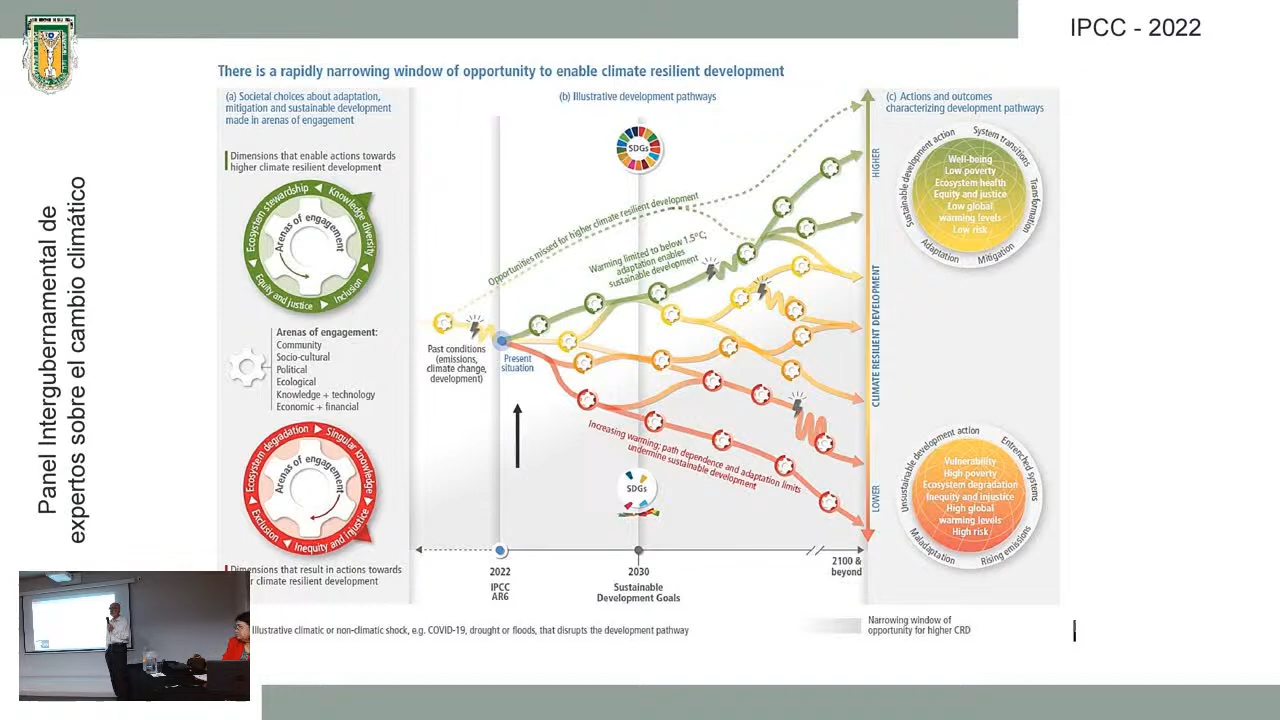 IPCC - 2022
Panel Intergubernamental de
expertos sobre el cambio climático
There is a rapidly narrowing window of opportunity to enable climate resilient development
(a) Societal choices about adaptation,
mitigation and sustainable development
made in arenas of engagement
Dimensions that enable actions towards
higher climate resilient development
Ecosystem stewardship
Knowledge diversity
Equity and justice
Inclusion
Arenas of engagement
Arenas of engagement:
Community
Socio-cultural
Political
Ecological
Knowledge + technology
Economic + financial
Ecosystem degradation
Singular knowledge
Exclusion
Inequity and injustice
Arenas of engagement
Dimensions that result in actions towards
climate resilient development
(b) Illustrative development pathways
SDGs
Opportunities missed for higher climate resilient development
Warming limited to below 1.5°C;
adaptation enables
sustainable development
Past conditions
(emissions,
climate change,
development)
Present
situation
Increasing warming; path dependence and adaptation limits
undermine sustainable development
SDGs
2022
IPCC
AR6
2030
Sustainable
Development Goals
2100 &
beyond
HIGHER
CLIMATE RESILIENT DEVELOPMENT
LOWER
(c) Actions and outcomes
characterizing development pathways
Sustainable development action
System transitions
Transformation
Adaptation
Mitigation
Well-being
Low poverty
Ecosystem health
Equity and justice
Low global
warming levels
Low risk
Unsustainable development action
Entrenched systems
Maladaptation
Rising emissions
Vulnerability
High poverty
Ecosystem degradation
Inequity and injustice
High global
warming levels
High risk
Illustrative climatic or non-climatic shock, e.g. COVID-19, drought or floods, that disrupts the development pathway
Narrowing window of
opportunity for higher CRD